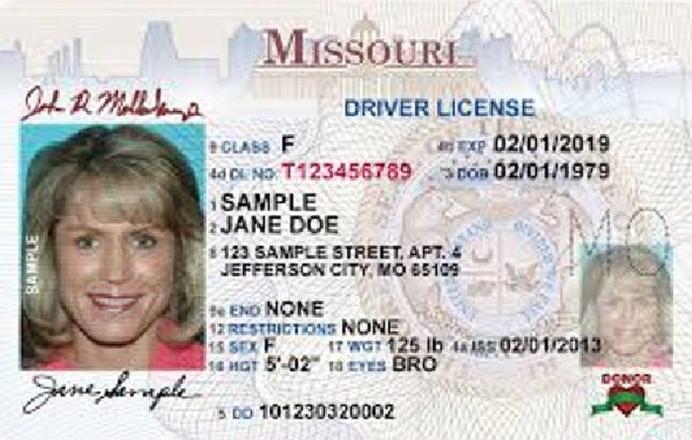 MISSOURI
DRIVER LICENSE
9 CLASS F 4b EXP 02/01/2019
4d DL NO. T123456789 3 DOB 02/01/1979
1 SAMPLE
2 JANE DOE
8 123 SAMPLE STREET, APT. 4
JEFFERSON CITY, MO 65109
9a END NONE
12 RESTRICTIONS NONE
15 SEX F 17 WGT 125 lb 4a ISS 02/01/2013
16 HGT 5'-02" 18 EYES BRO
5 DD 101230320002
SAMPLE
Jane Sample
MO
DONOR